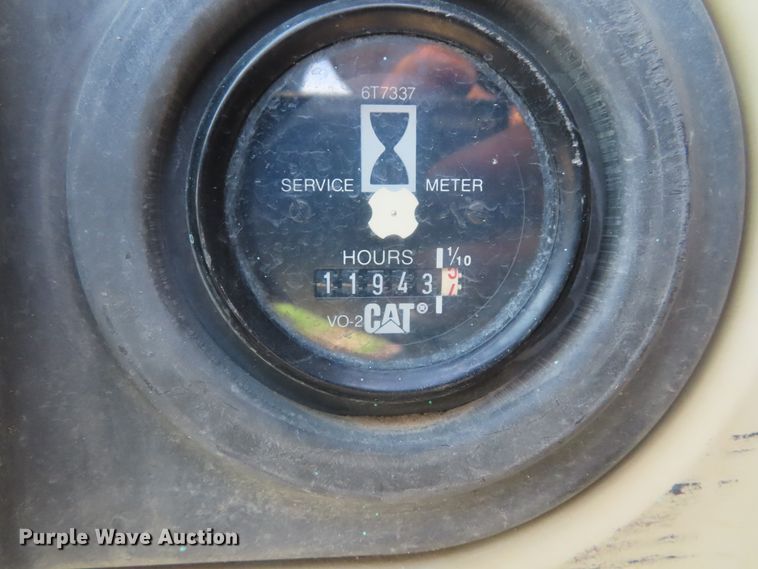 6T7337
SERVICE METER
HOURS 1/10
11943
VO-2 CAT®
Purple Wave Auction